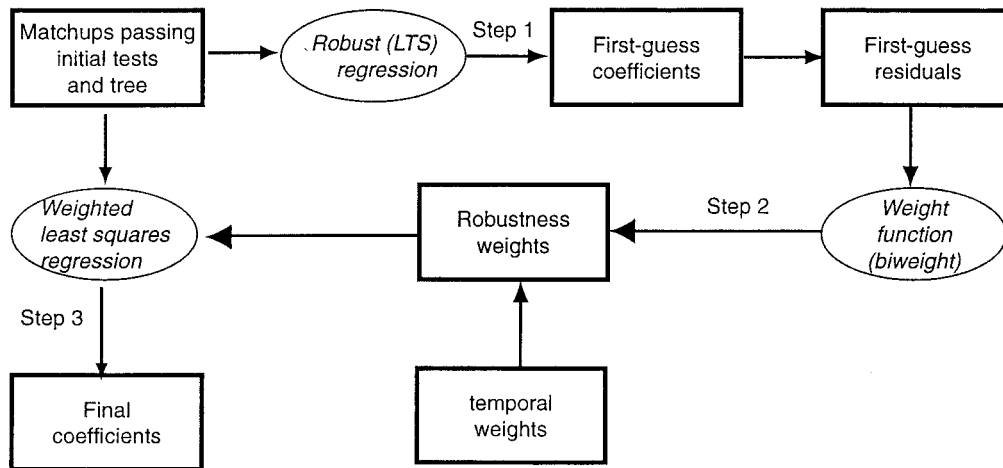 Matchups passing
initial tests
and tree
Robust (LTS)
regression
Step 1
First-guess
coefficients
First-guess
residuals
Weighted
least squares
regression
Robustness
weights
Step 2
Weight
function
(biweight)
Step 3
Final
coefficients
temporal
weights